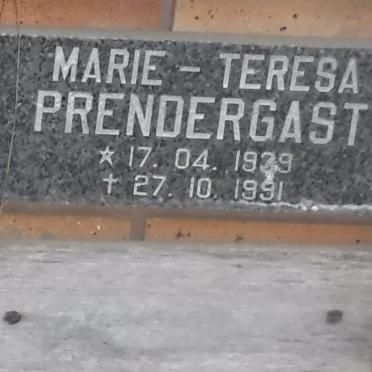 MARIE - TERESA
PRENDERGAST
☆ 17. 04. 1939
✝ 27. 10. 1991